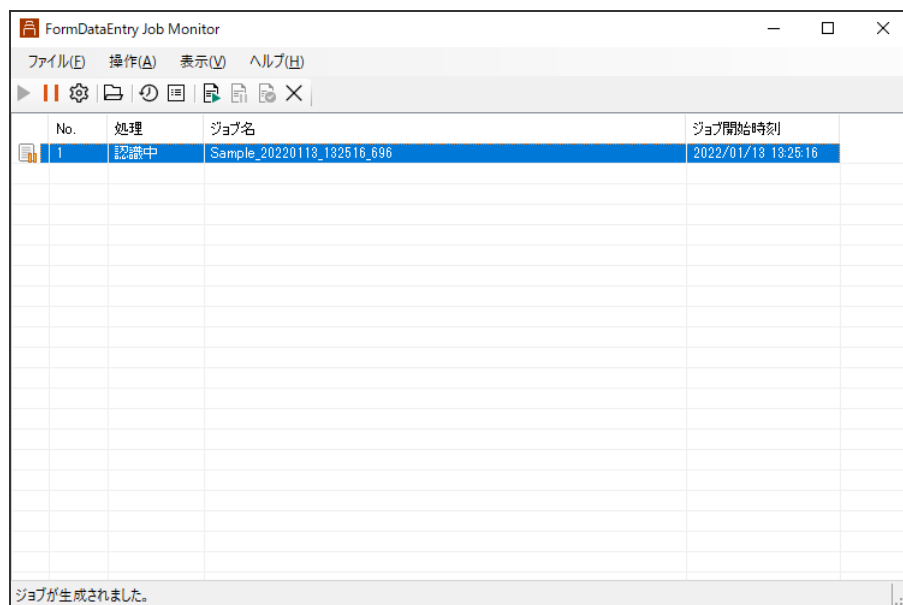 FormDataEntry Job Monitor
ファイル(F) 操作(A) 表示(V) ヘルプ(H)
No. 処理 ジョブ名 ジョブ開始時刻
1 認識中 Sample_20220113_132516_696 2022/01/13 13:25:16
ジョブが生成されました。